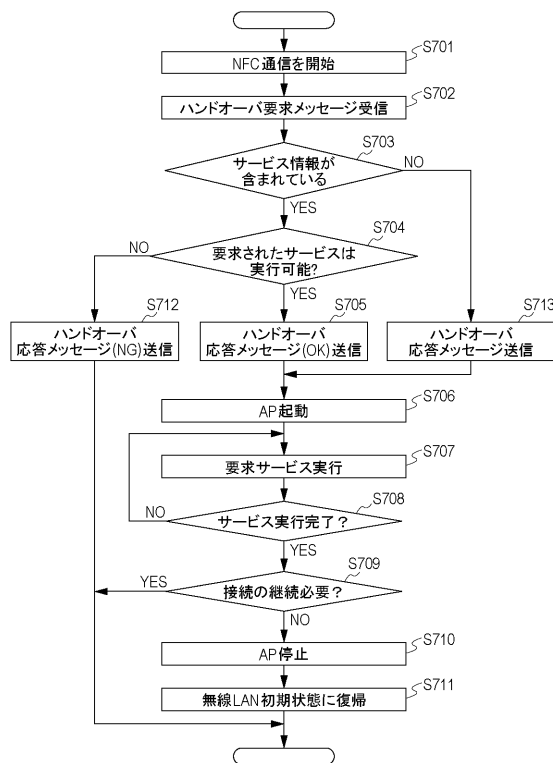 S701
NFC通信を開始
S702
ハンドオーバ要求メッセージ受信
S703
サービス情報が
含まれている
NO
YES
S704
要求されたサービスは
実行可能?
NO
YES
S712
ハンドオーバ
応答メッセージ(NG)送信
S705
ハンドオーバ
応答メッセージ(OK)送信
S713
ハンドオーバ
応答メッセージ送信
S706
AP起動
S707
要求サービス実行
S708
サービス実行完了?
NO
YES
S709
接続の継続必要?
YES
NO
S710
AP停止
S711
無線LAN初期状態に復帰